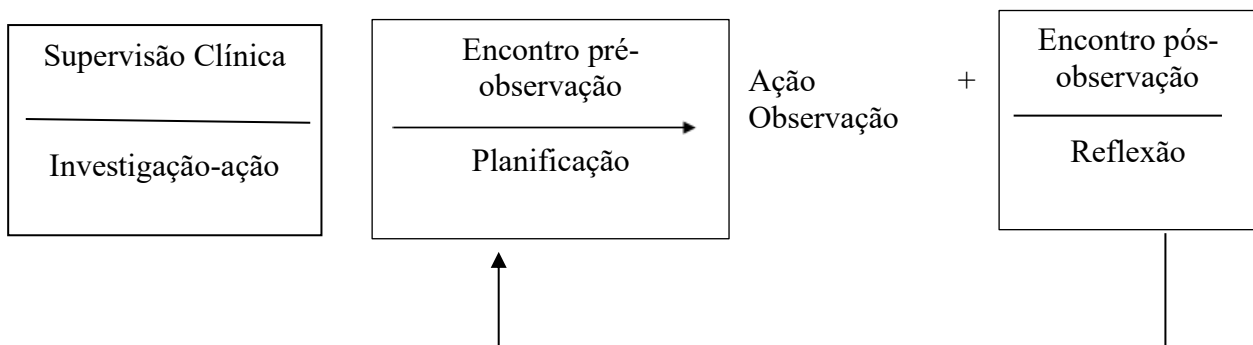 Supervisão Clínica
Investigação-ação
Encontro pré-
observação
Planificação
Ação +
Observação
Encontro pós-
observação
Reflexão